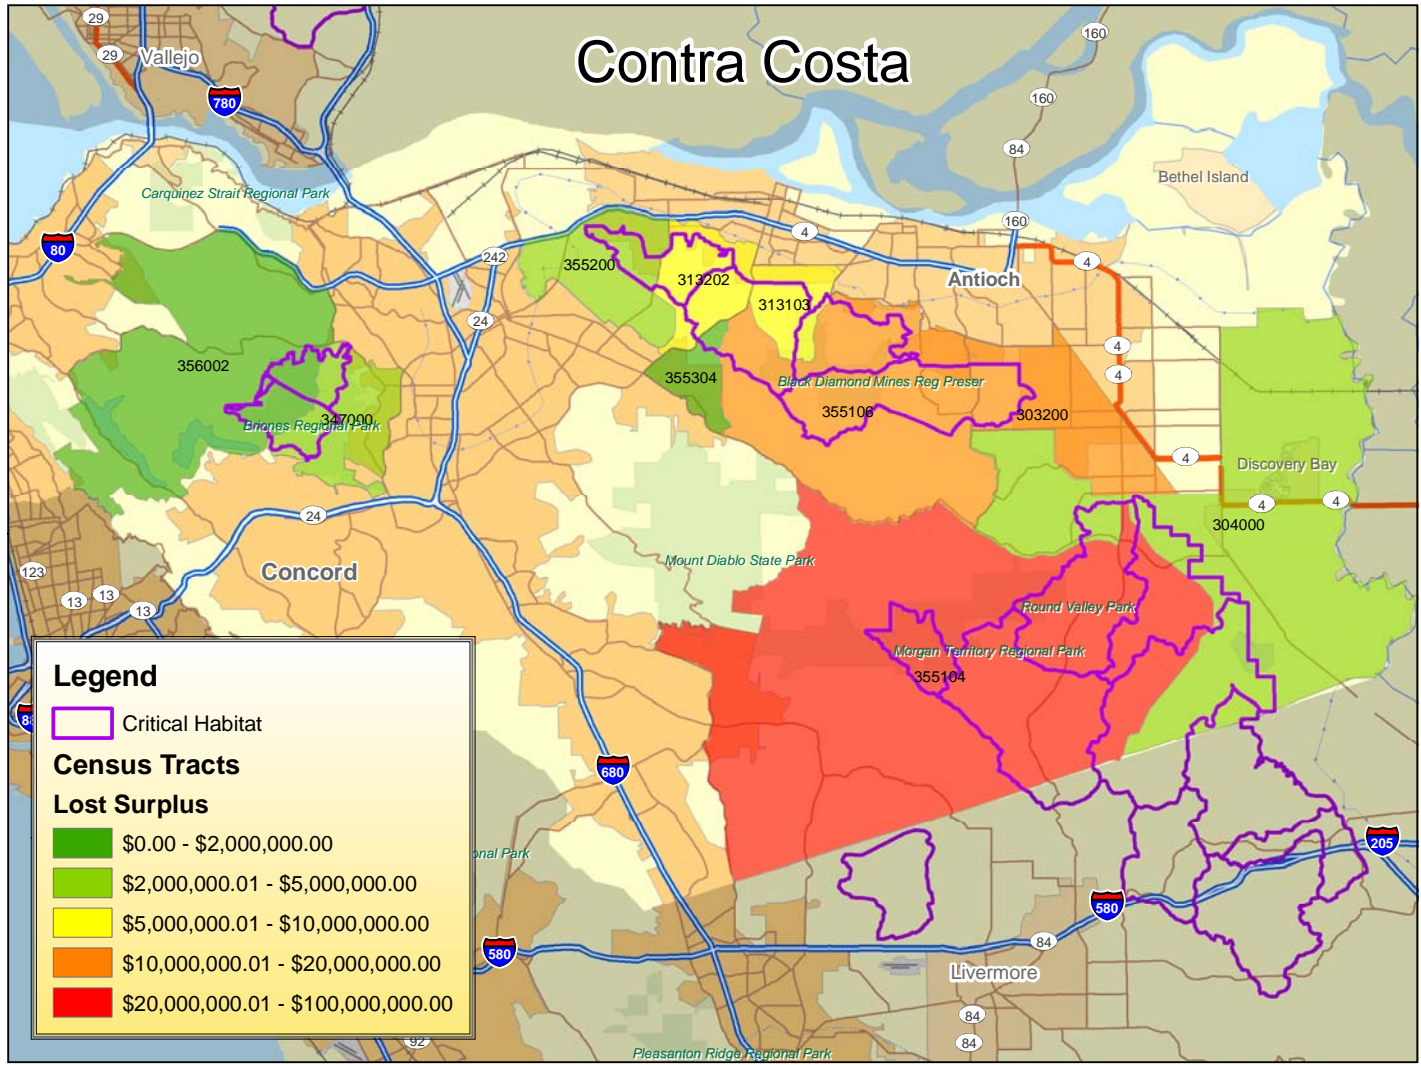 Contra Costa
29
29
Vallejo
780
160
160
84
160
Bethel Island
Carquinez Strait Regional Park
80
242
4
4
Antioch
355200
313202
313103
24
4
4
356002
355304
Black Diamond Mines Reg Preser
355106
303200
347000
Briones Regional Park
4
Discovery Bay
4
4
304000
24
Mount Diablo State Park
Concord
123
13
13
13
Round Valley Park
Morgan Territory Regional Park
355104
680
Legend
Critical Habitat
Census Tracts
Lost Surplus
$0.00 - $2,000,000.00
$2,000,000.01 - $5,000,000.00
$5,000,000.01 - $10,000,000.00
$10,000,000.01 - $20,000,000.00
$20,000,000.01 - $100,000,000.00
onal Park
205
580
580
84
Livermore
84
84
92
Pleasanton Ridge Regional Park